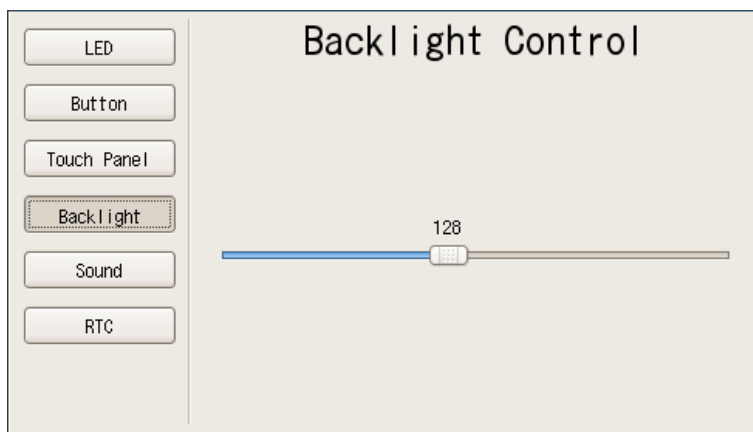 LED
Button
Touch Panel
Backlight
Sound
RTC
Backlight Control
128